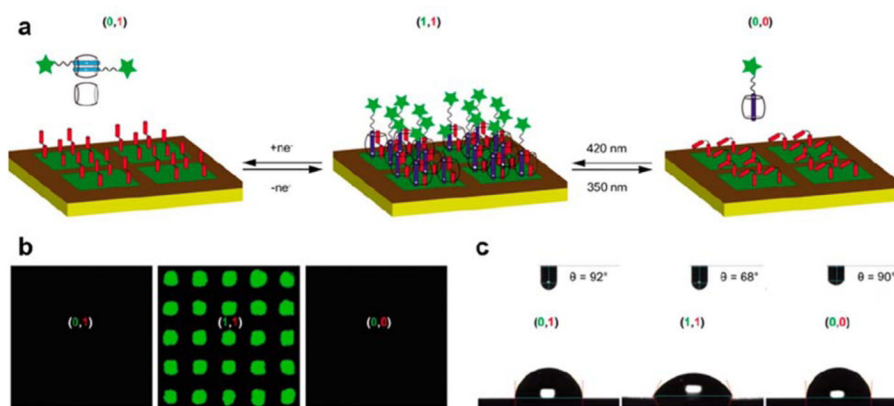 a
(0,1)
(1,1)
(0,0)
+ne⁻
-ne⁻
420 nm
350 nm
b
(0,1)
(1,1)
(0,0)
c
θ = 92°
θ = 68°
θ = 90°
(0,1)
(1,1)
(0,0)